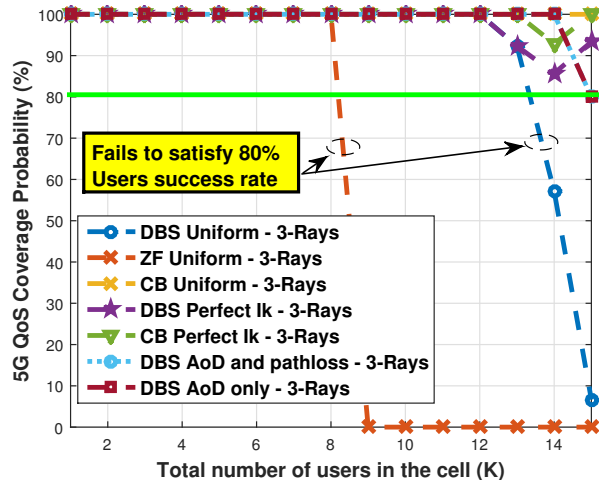 100
90
80
70
60
50
40
30
20
10
0
5G QoS Coverage Probability (%)
Fails to satisfy 80%
Users success rate
DBS Uniform - 3-Rays
ZF Uniform - 3-Rays
CB Uniform - 3-Rays
DBS Perfect Ik - 3-Rays
CB Perfect Ik - 3-Rays
DBS AoD and pathloss - 3-Rays
DBS AoD only - 3-Rays
2 4 6 8 10 12 14
Total number of users in the cell (K)